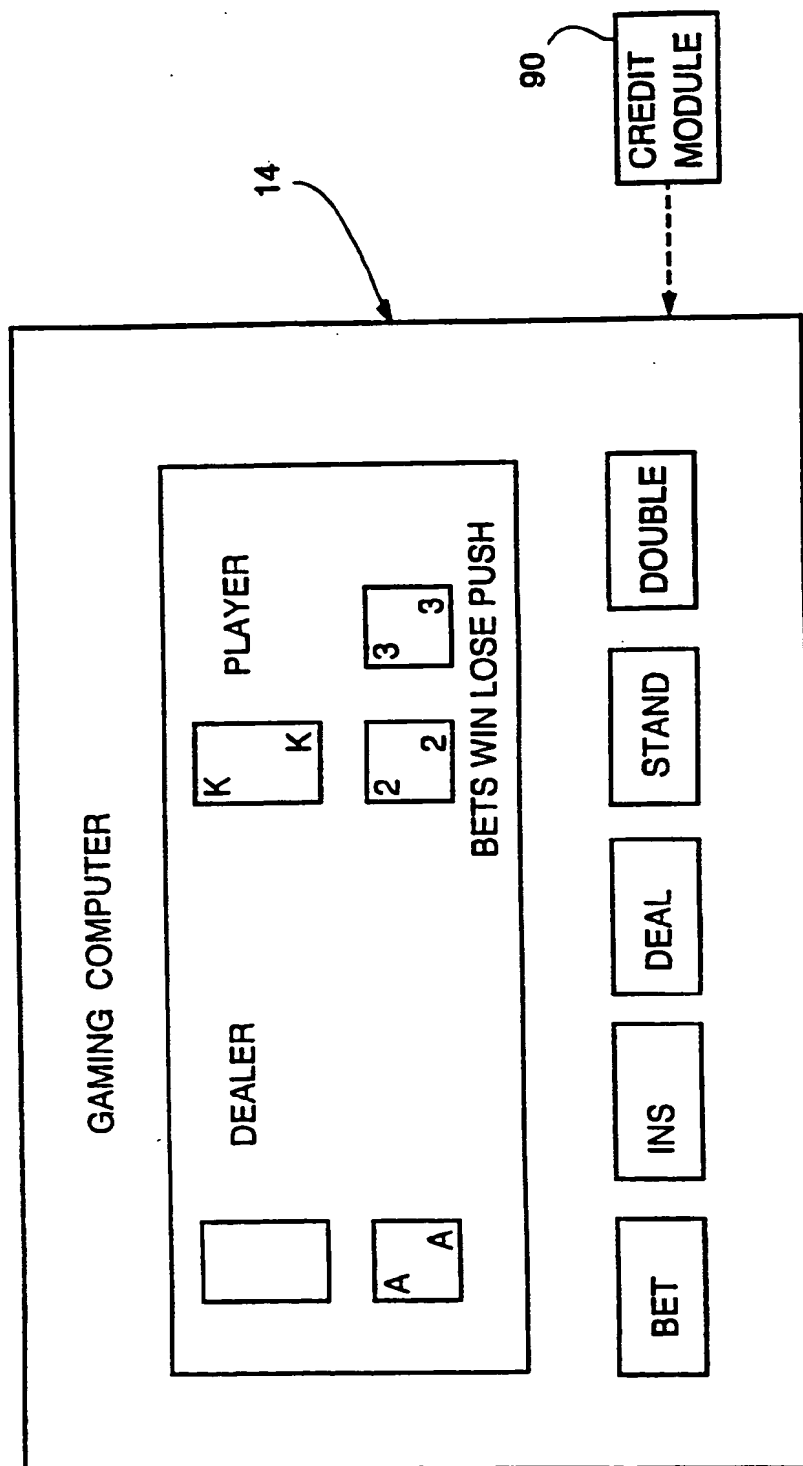 GAMING COMPUTER
14
90
DEALER
PLAYER
K
K
A
A
2
2
3
3
BETS WIN LOSE PUSH
BET
INS
DEAL
STAND
DOUBLE
CREDIT
MODULE